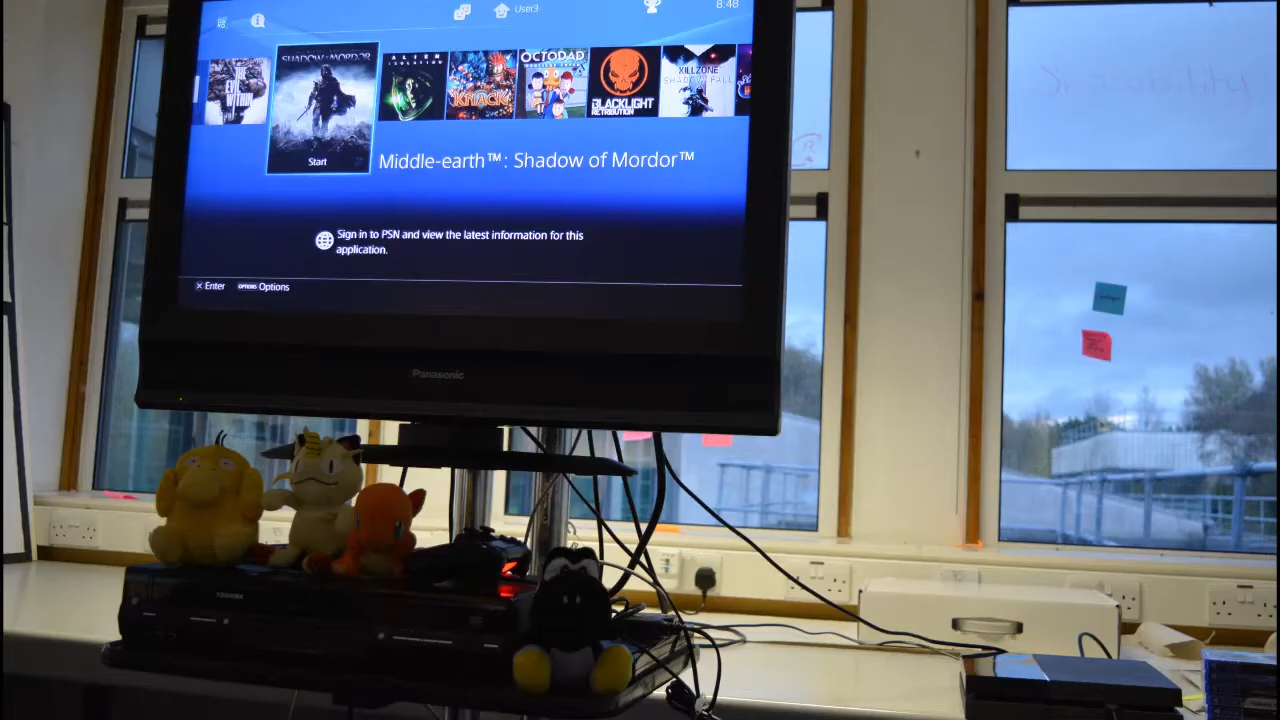 User3
8:48
THE EVIL WITHIN
SHADOW OF MORDOR
ALIEN
ISOLATION
KNACK
OCTODAD
BLACKLIGHT
RETRIBUTION
KILLZONE
SHADOW FALL
Start
Middle-earth™: Shadow of Mordor™
Sign in to PSN and view the latest information for this
application.
Enter
OPTIONS Options
Panasonic
TOSHIBA